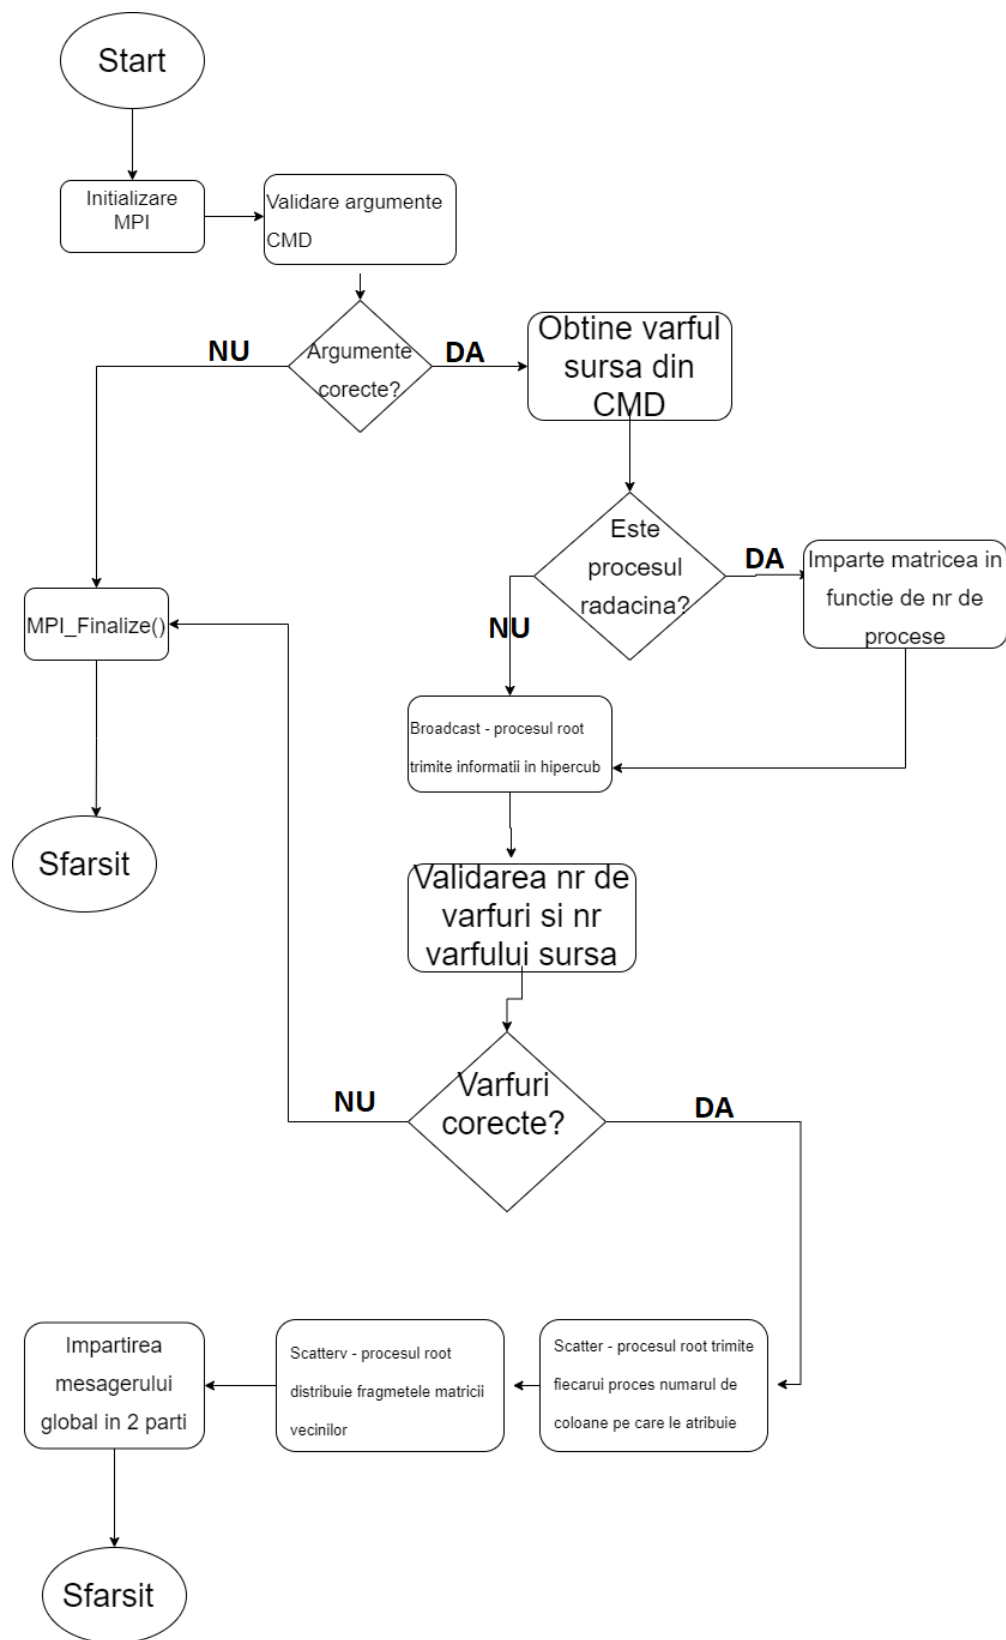 Start
Initializare
MPI
Validare argumente
CMD
Argumente
corecte?
NU
DA
Obtine varful
sursa din
CMD
Este
procesul
radacina?
DA
NU
Imparte matricea in
functie de nr de
procese
MPI_Finalize()
Broadcast - procesul root
trimite informatii in hipercub
Sfarsit
Validarea nr de
varfuri si nr
varfului sursa
Varfuri
corecte?
NU
DA
Scatter - procesul root trimite
fiecarui proces numarul de
coloane pe care le atribuie
Scatterv - procesul root
distribuie fragmetele matricii
vecinilor
Impartirea
mesagerului
global in 2 parti
Sfarsit